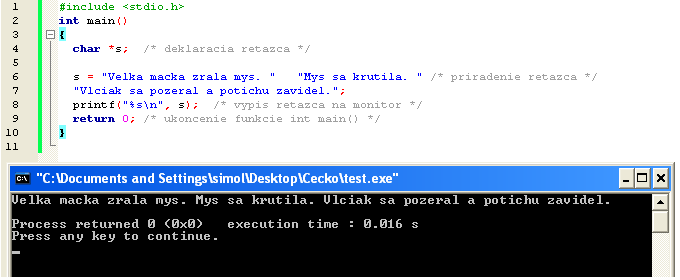 1 #include <stdio.h>
2 int main()
3 {
4 char *s; /* deklaracia retazca */
5
6 s = "Velka macka zrala mys. " "Mys sa krutila. " /* priradenie retazca */
7 "Vlciak sa pozeral a potichu zavidel.";
8 printf("%s\n", s); /* vypis retazca na monitor */
9 return 0; /* ukoncenie funkcie int main() */
10 }
11
"C:\Documents and Settings\simol\Desktop\Cecko\test.exe"
Velka macka zrala mys. Mys sa krutila. Vlciak sa pozeral a potichu zavidel.
Process returned 0 (0x0) execution time : 0.016 s
Press any key to continue.